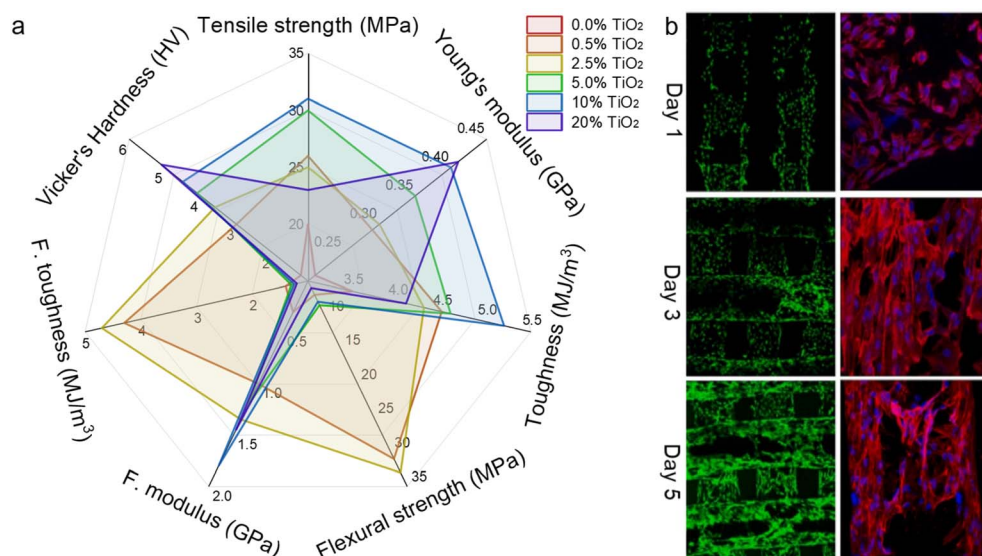 a
Tensile strength (MPa)
Young's modulus (GPa)
Toughness (MJ/m³)
Flexural strength (MPa)
F. modulus (GPa)
F. toughness (MJ/m³)
Vicker's Hardness (HV)
35
30
25
20
0.45
0.40
0.35
0.30
0.25
5.5
5.0
4.5
3.5
35
30
25
20
15
10
2.0
1.5
1.0
0.5
5
4
3
2
6
5
4
3
2
0.0% TiO₂
0.5% TiO₂
2.5% TiO₂
5.0% TiO₂
10% TiO₂
20% TiO₂
b
Day 1
Day 3
Day 5